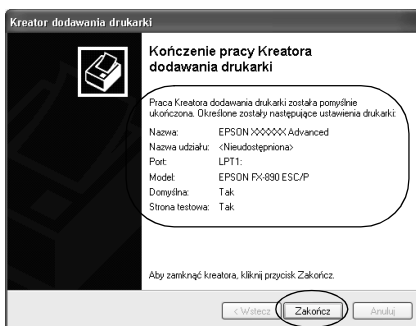 Kreator dodawania drukarki
Kończenie pracy Kreatora
dodawania drukarki
Praca Kreatora dodawania drukarki została pomyślnie
ukończona. Określone zostały następujące ustawienia drukarki:
Nazwa: EPSON XXXXX Advanced
Nazwa udziału: <Nieudostępniona>
Port: LPT1:
Model: EPSON FX-890 ESC/P
Domyślna: Tak
Strona testowa: Tak
Aby zamknąć kreatora, kliknij przycisk Zakończ.
< Wstecz Zakończ Anuluj